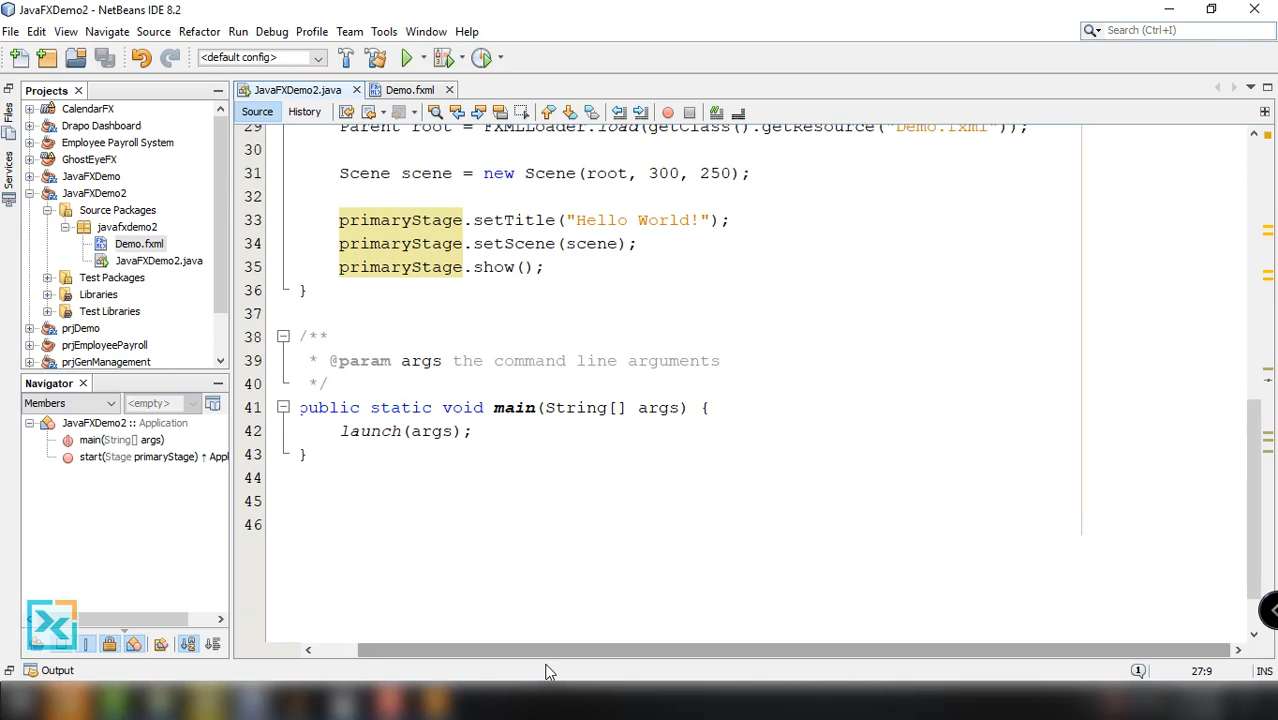 JavaFXDemo2 - NetBeans IDE 8.2
File Edit View Navigate Source Refactor Run Debug Profile Team Tools Window Help
Search (Ctrl+I)
<default config>
Projects
JavaFXDemo2.java
Demo.fxml
Source
History
Files
Services
CalendarFX
Drapo Dashboard
Employee Payroll System
GhostEyeFX
JavaFXDemo
JavaFXDemo2
Source Packages
javafxdemo2
Demo.fxml
JavaFXDemo2.java
Test Packages
Libraries
Test Libraries
prjDemo
prjEmployeePayroll
prjGenManagement
Navigator
Members
<empty>
JavaFXDemo2 :: Application
main(String[] args)
start(Stage primaryStage) ↑ Appl
29 Parent root = FXMLLoader.load(getClass().getResource("Demo.fxml"));
30
31 Scene scene = new Scene(root, 300, 250);
32
33 primaryStage.setTitle("Hello World!");
34 primaryStage.setScene(scene);
35 primaryStage.show();
36 }
37
38 /**
39 * @param args the command line arguments
40 */
41 public static void main(String[] args) {
42 launch(args);
43 }
44
45
46
Output
1
27:9
INS